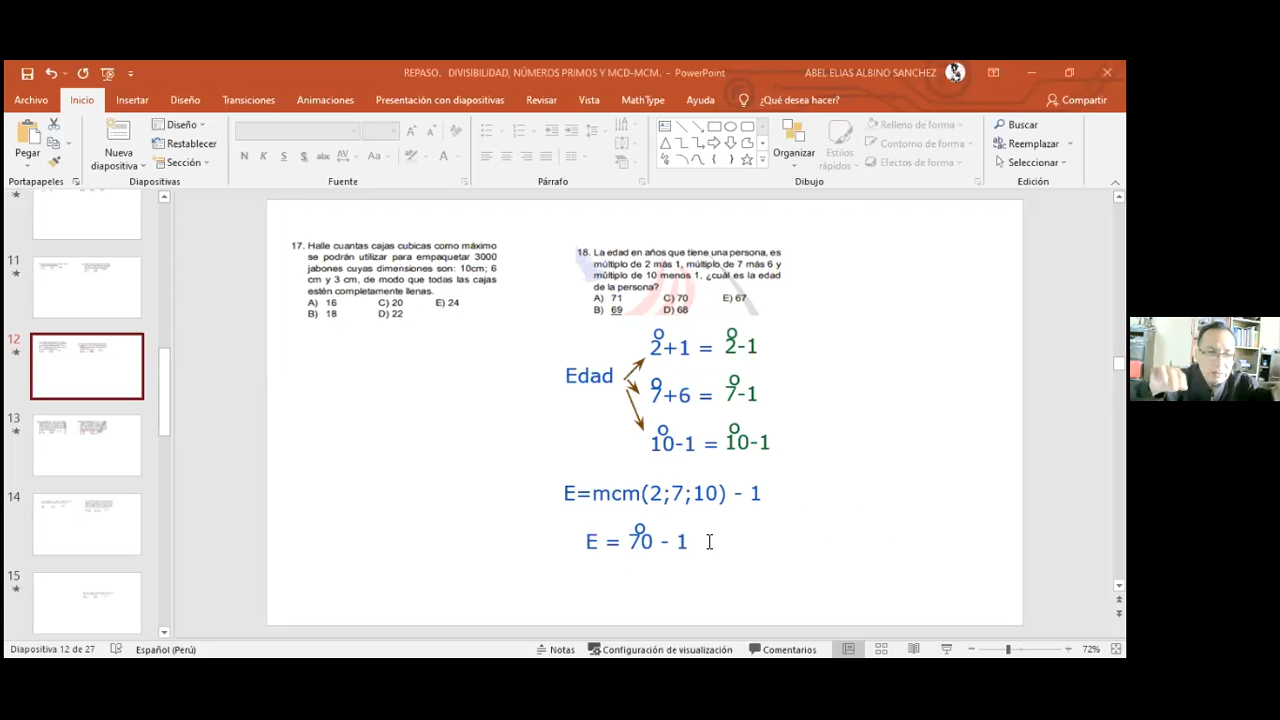 REPASO. DIVISIBILIDAD, NÚMEROS PRIMOS Y MCD-MCM. - PowerPoint
ABEL ELIAS ALBINO SANCHEZ
Archivo Inicio Insertar Diseño Transiciones Animaciones Presentación con diapositivas Revisar Vista MathType Ayuda ¿Qué desea hacer? Compartir
Pegar
Nueva diapositiva
Diseño
Restablecer
Sección
N K S S abc AV Aa A
Organizar
Estilos rápidos
Relleno de forma
Contorno de forma
Efectos de forma
Buscar
Reemplazar
Seleccionar
Portapapeles Diapositivas Fuente Párrafo Dibujo Edición
11
12
13
14
15
17. Halle cuantas cajas cubicas como máximo
se podrán utilizar para empaquetar 3000
jabones cuyas dimensiones son: 10cm; 6
cm y 3 cm, de modo que todas las cajas
estén completamente llenas.
A) 16 C) 20 E) 24
B) 18 D) 22
18. La edad en años que tiene una persona, es
múltiplo de 2 más 1, múltiplo de 7 más 6 y
múltiplo de 10 menos 1. ¿cuál es la edad
de la persona?
A) 71 C) 70 E) 67
B) 69 D) 68
Edad
o o
2+1 = 2-1
o o
7+6 = 7-1
o o
10-1 = 10-1
E=mcm(2;7;10) - 1
o
E = 70 - 1
Diapositiva 12 de 27 Español (Perú) Notas Configuración de visualización Comentarios 72%